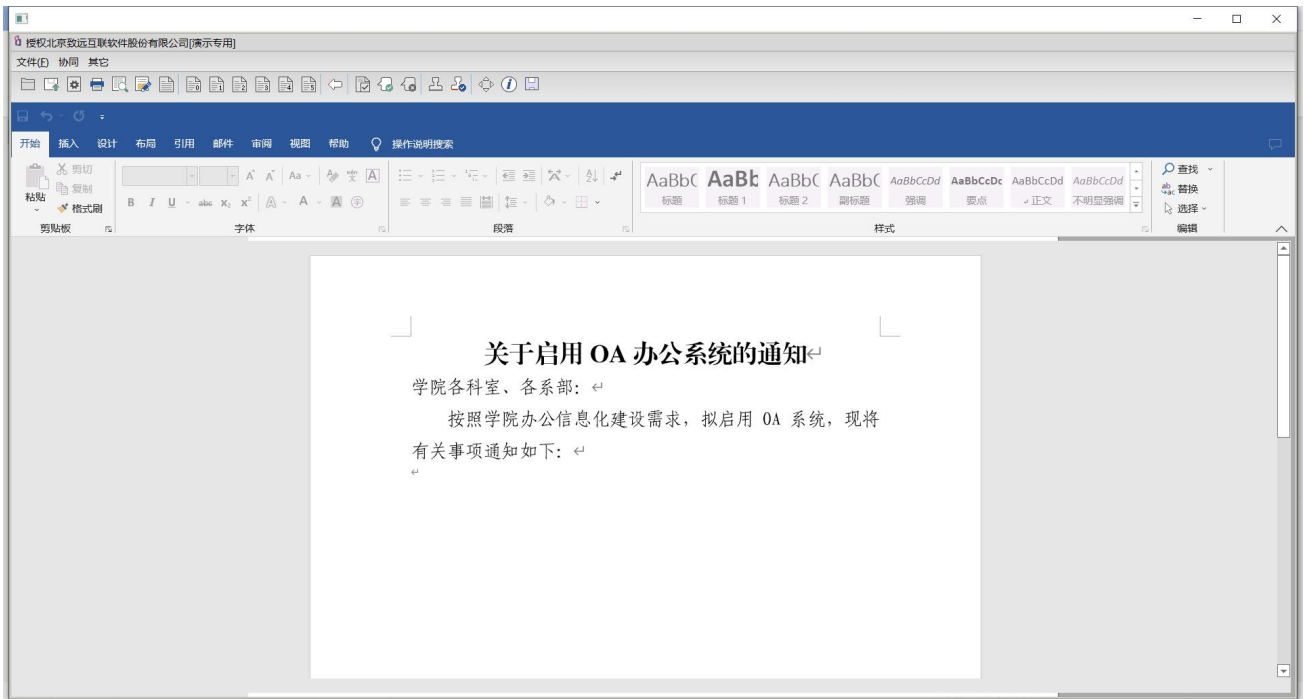 授权北京致远互联软件股份有限公司[演示专用]
文件(F) 协同 其它
开始 插入 设计 布局 引用 邮件 审阅 视图 帮助 操作说明搜索
剪切
复制
粘贴
格式刷
剪贴板
Aa
B I U abc X₂ X² A A A
字体
段落
AaBbC AaBb AaBbC AaBbC AaBbCcDd AaBbCcDc AaBbCcDd AaBbCcDd
标题 标题 1 标题 2 副标题 强调 要点 正文 不明显强调
样式
查找
替换
选择
编辑
关于启用 OA 办公系统的通知
学院各科室、各系部：
按照学院办公信息化建设需求，拟启用 OA 系统，现将
有关事项通知如下：